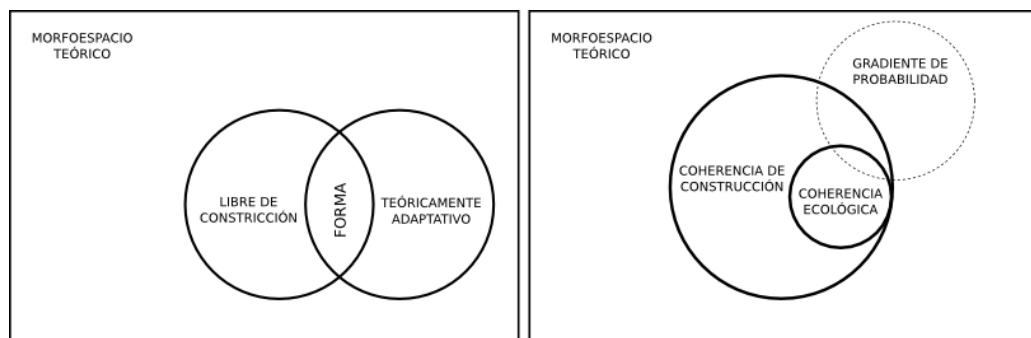 MORFOESPACIO
TEÓRICO
LIBRE DE
CONSTRICCIÓN
FORMA
TEÓRICAMENTE
ADAPTATIVO
MORFOESPACIO
TEÓRICO
GRADIENTE DE
PROBABILIDAD
COHERENCIA DE
CONSTRUCCIÓN
COHERENCIA
ECOLÓGICA